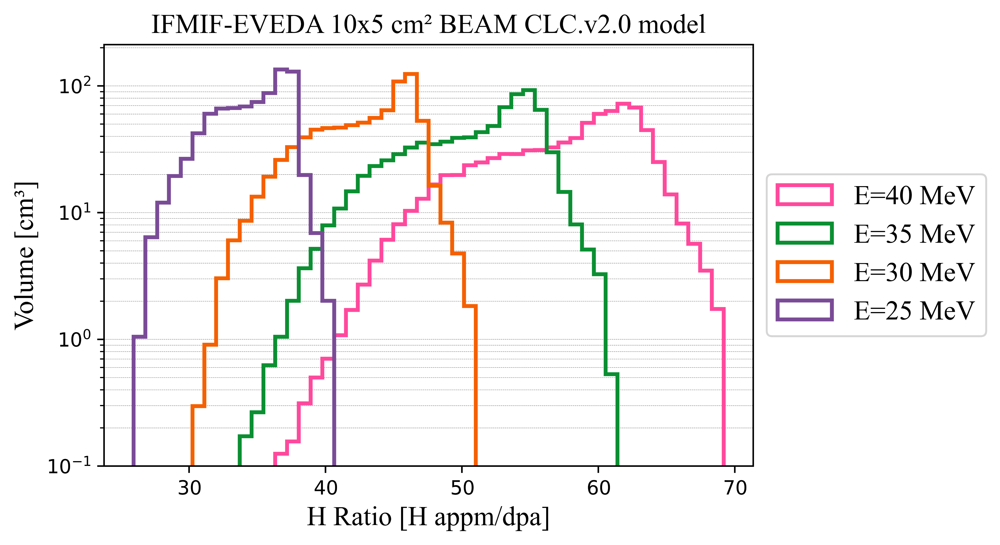 IFMIF-EVEDA 10x5 cm² BEAM CLC.v2.0 model
Volume [cm³]
10²
10¹
10⁰
10⁻¹
30 40 50 60 70
H Ratio [H appm/dpa]
E=40 MeV
E=35 MeV
E=30 MeV
E=25 MeV